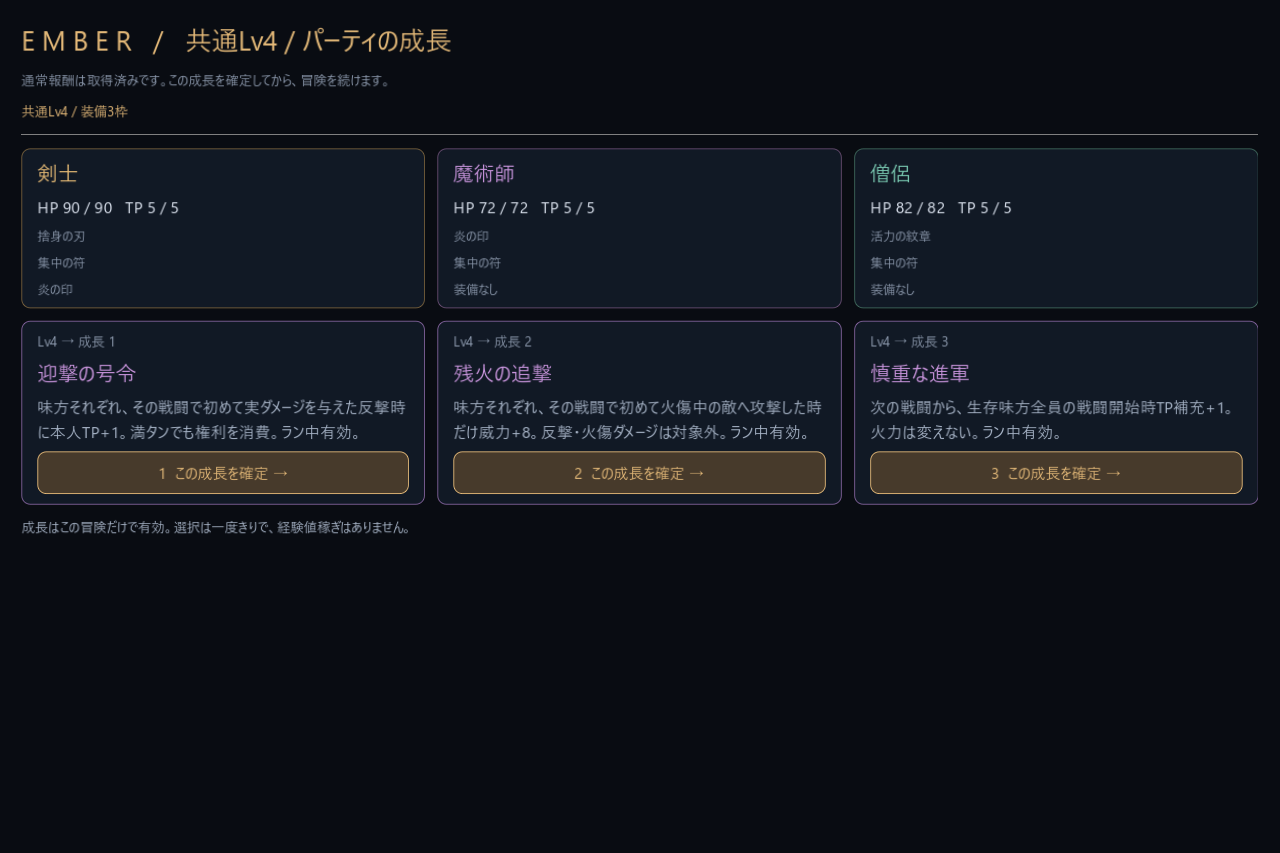 EMBER / 共通Lv4 / パーティの成長
通常報酬は取得済みです。この成長を確定してから、冒険を続けます。
共通Lv4 / 装備3枠
剣士
HP 90 / 90 TP 5 / 5
捨身の刃
集中の符
炎の印
魔術師
HP 72 / 72 TP 5 / 5
炎の印
集中の符
装備なし
僧侶
HP 82 / 82 TP 5 / 5
活力の紋章
集中の符
装備なし
Lv4 → 成長 1
迎撃の号令
味方それぞれ、その戦闘で初めて実ダメージを与えた反撃時
に本人TP+1。満タンでも権利を消費。ラン中有効。
1 この成長を確定 →
Lv4 → 成長 2
残火の追撃
味方それぞれ、その戦闘で初めて火傷中の敵へ攻撃した時
だけ威力+8。反撃・火傷ダメージは対象外。ラン中有効。
2 この成長を確定 →
Lv4 → 成長 3
慎重な進軍
次の戦闘から、生存味方全員の戦闘開始時TP補充+1。
火力は変えない。ラン中有効。
3 この成長を確定 →
成長はこの冒険だけで有効。選択は一度きりで、経験値稼ぎはありません。